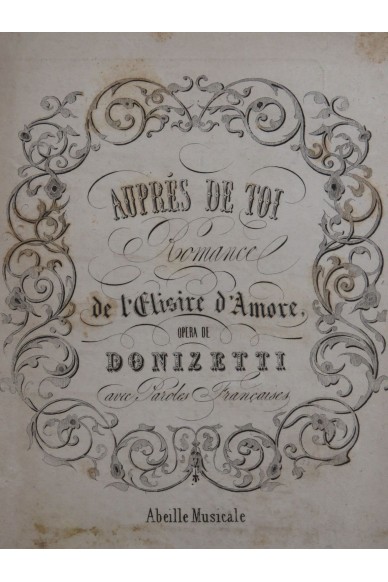 AUPRÈS DE TOI
Romance
de l'Elisire d'Amore,
OPERA DE
DONIZETTI
avec Paroles Françaises
Abeille Musicale